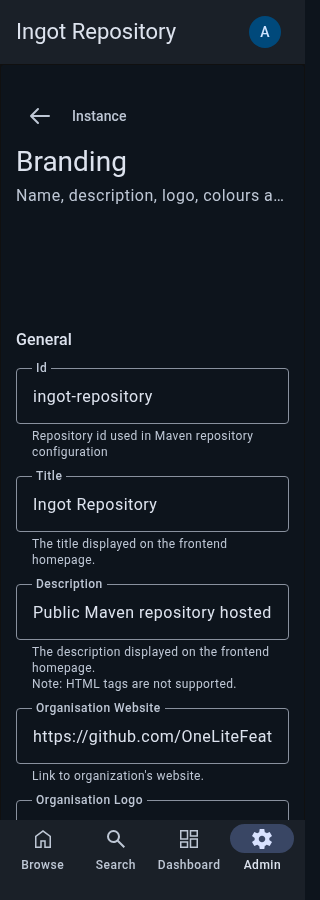 Ingot Repository
A
Instance
Branding
Name, description, logo, colours a…
General
Id
ingot-repository
Repository id used in Maven repository
configuration
Title
Ingot Repository
The title displayed on the frontend
homepage.
Description
Public Maven repository hosted
The description displayed on the frontend
homepage.
Note: HTML tags are not supported.
Organisation Website
https://github.com/OneLiteFeat
Link to organization's website.
Organisation Logo
Browse
Search
Dashboard
Admin